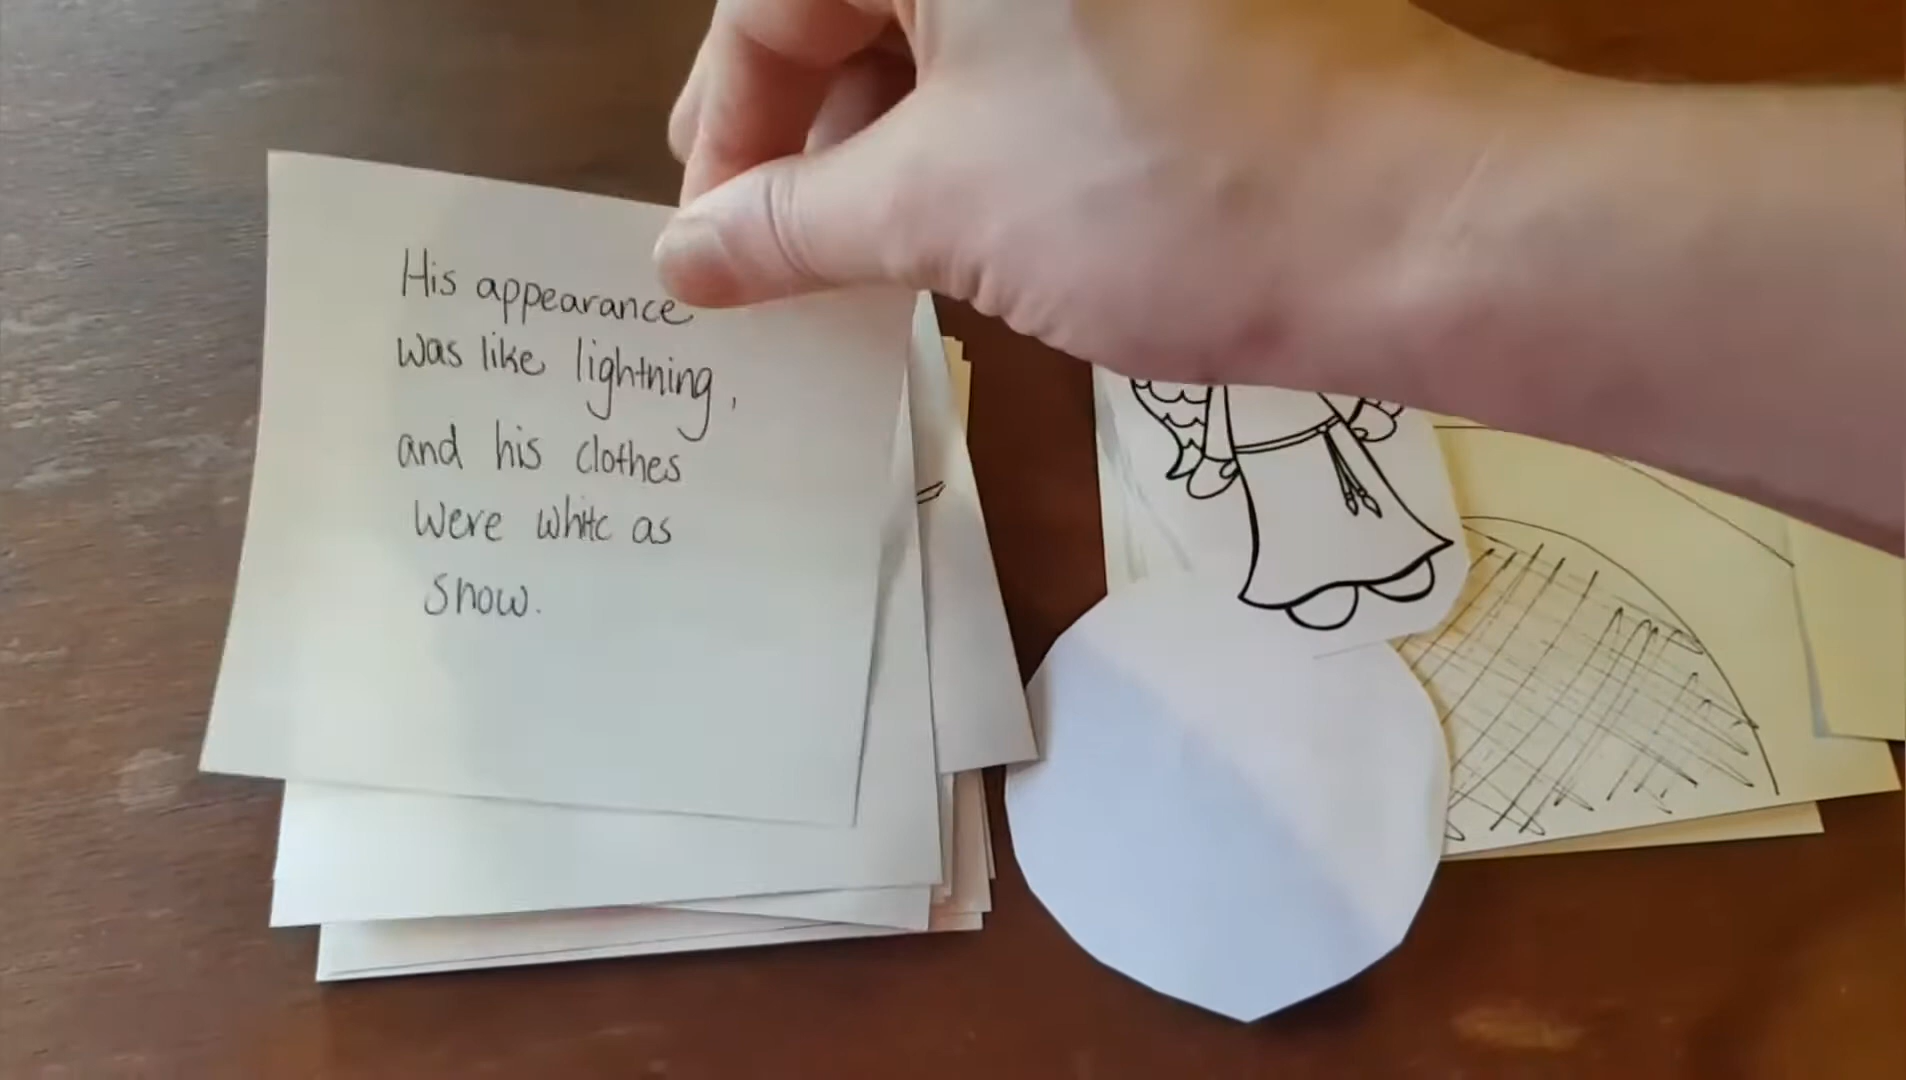 His appearance
was like lightning,
and his clothes
were white as
snow.